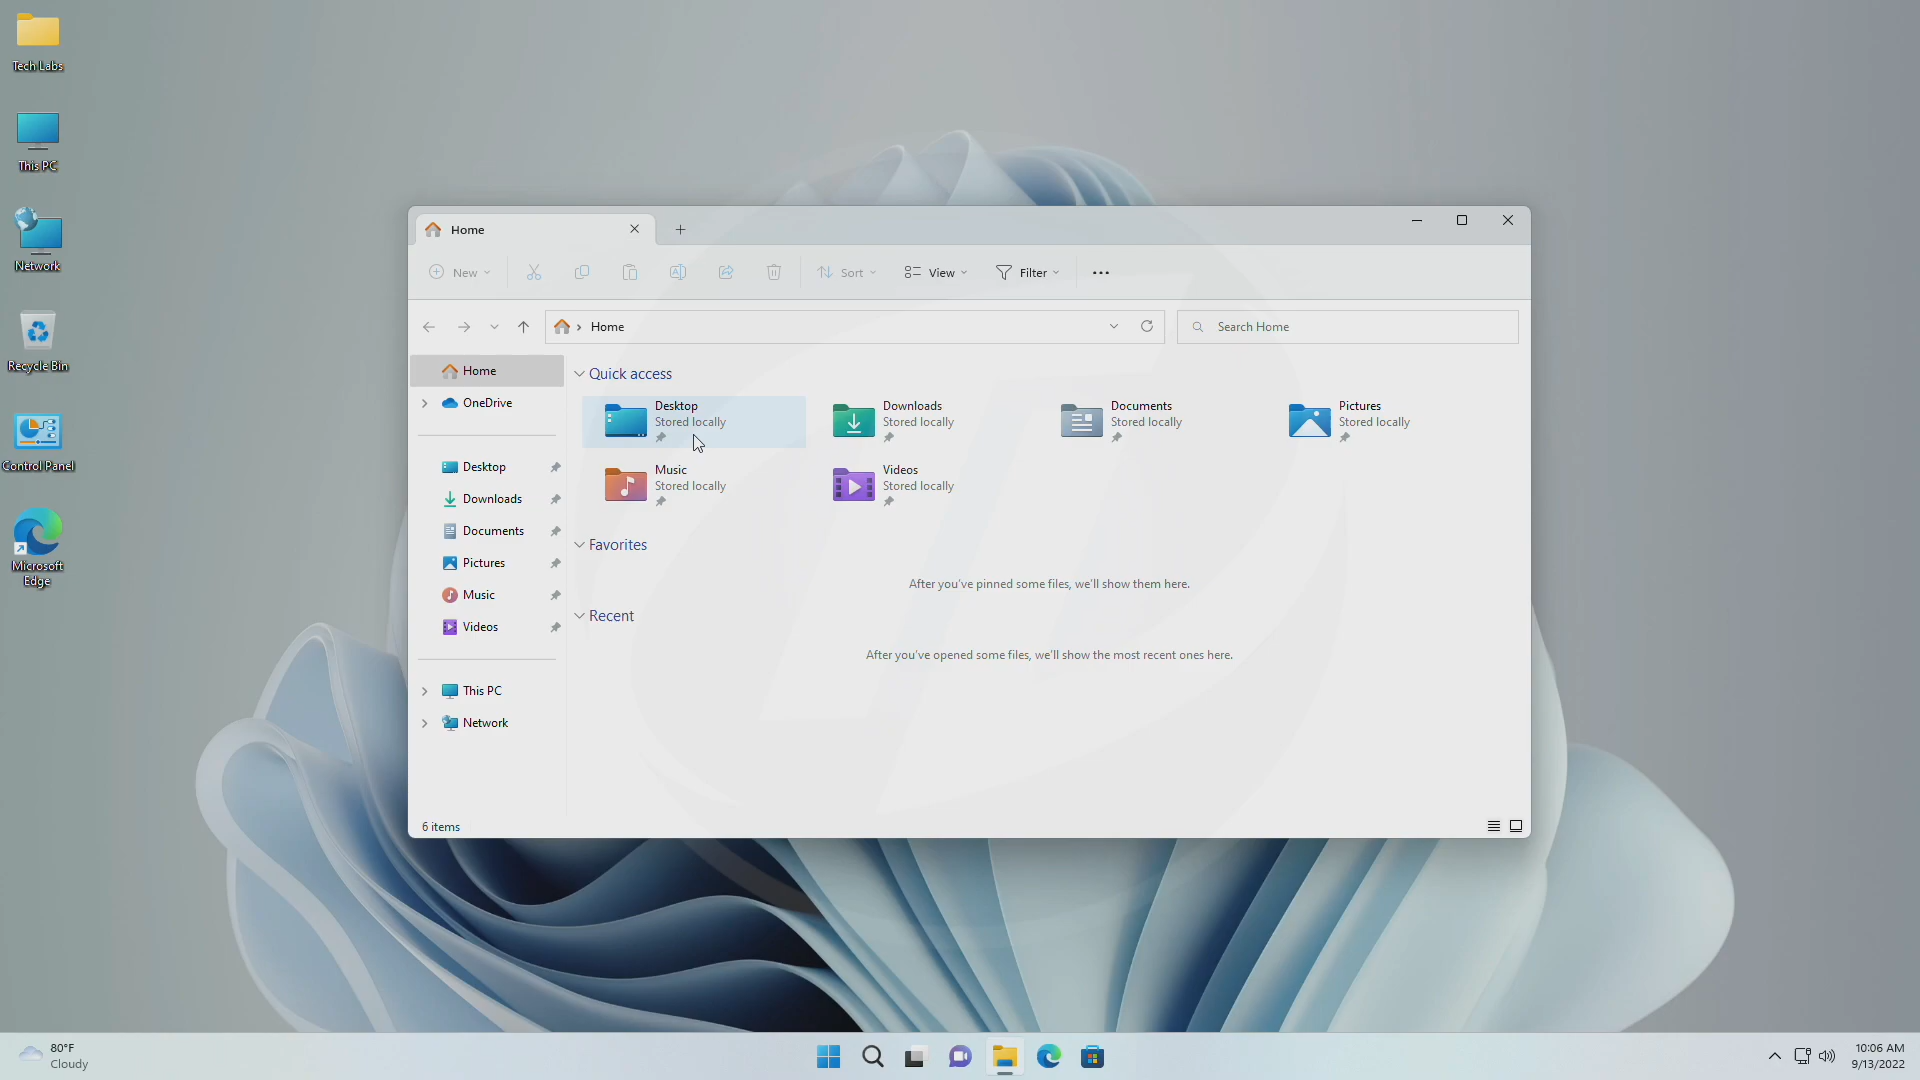 Tech Labs
This PC
Network
Recycle Bin
Control Panel
Microsoft
Edge
Home
New
Sort
View
Filter
Home
Search Home
Home
OneDrive
Desktop
Downloads
Documents
Pictures
Music
Videos
This PC
Network
Quick access
Desktop
Stored locally
Downloads
Stored locally
Documents
Stored locally
Pictures
Stored locally
Music
Stored locally
Videos
Stored locally
Favorites
After you've pinned some files, we'll show them here.
Recent
After you've opened some files, we'll show the most recent ones here.
6 items
80°F
Cloudy
10:06 AM
9/13/2022